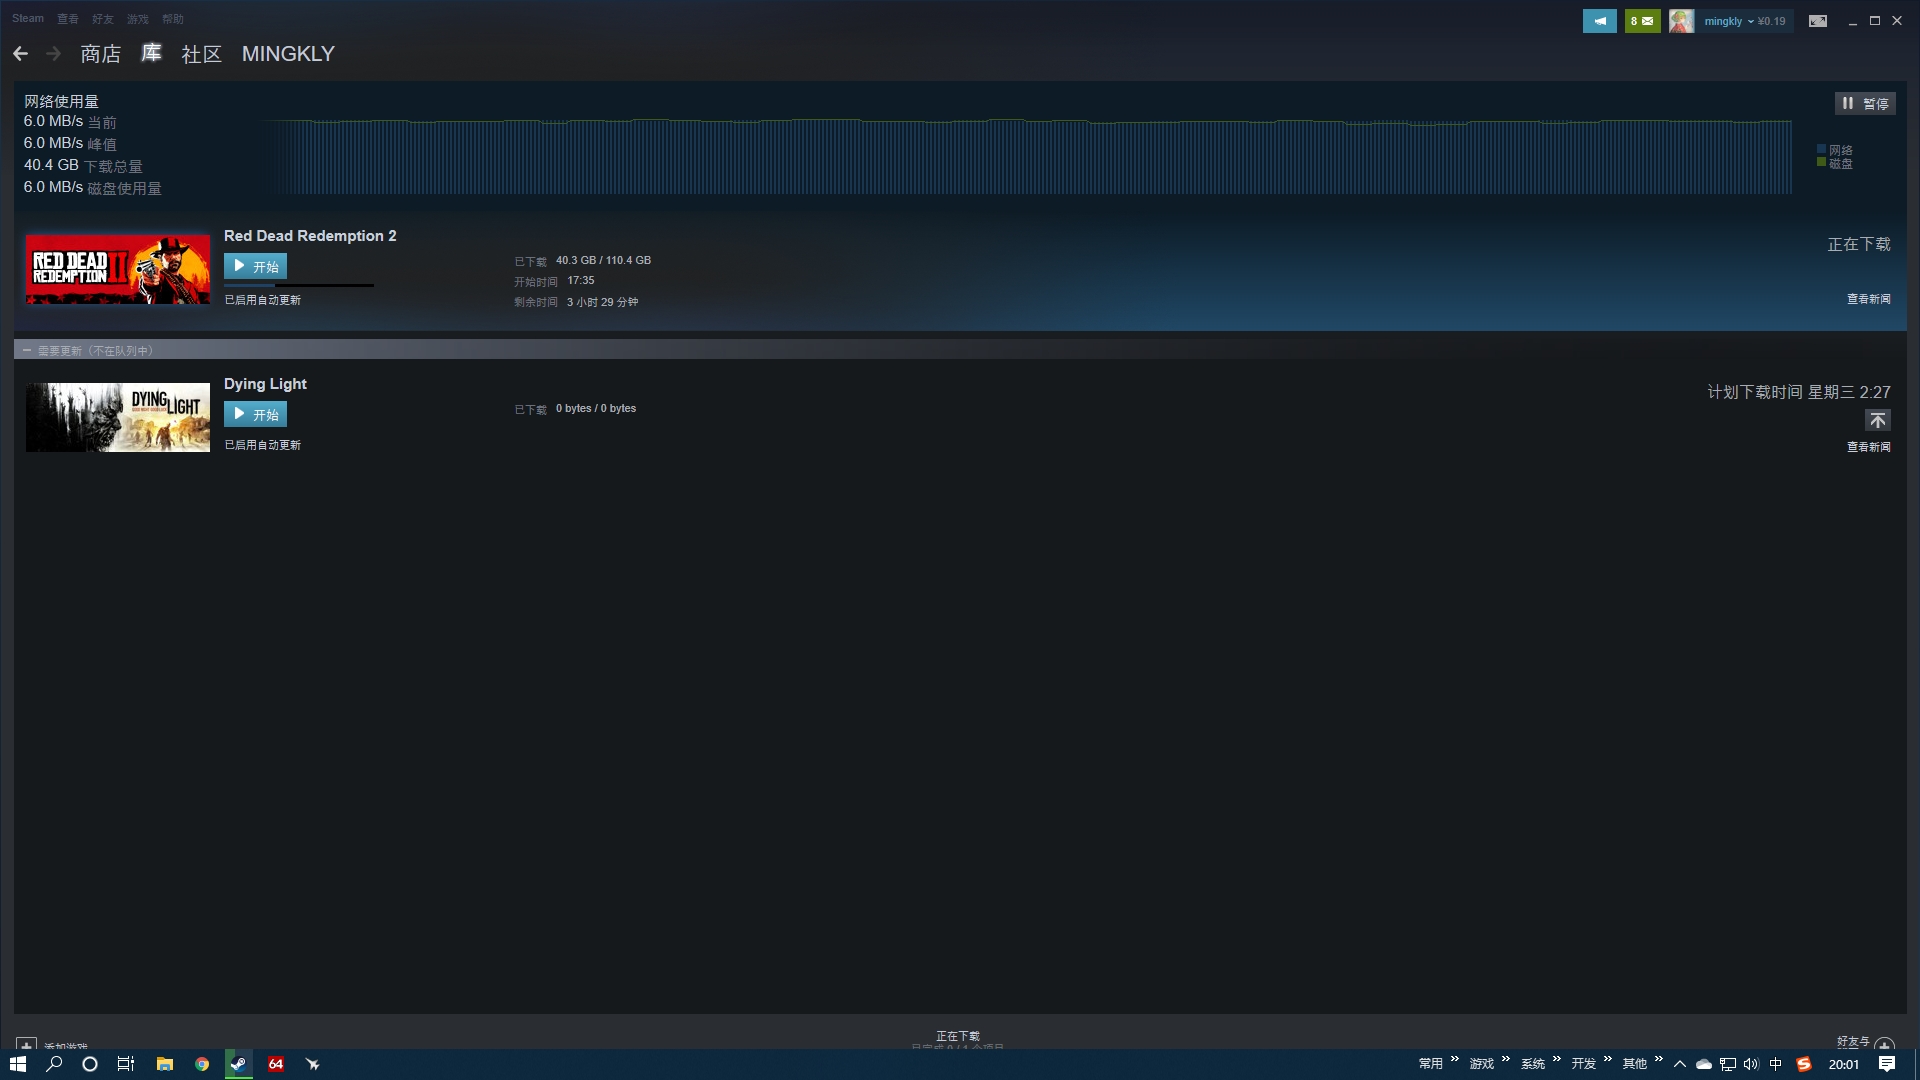 Steam 查看 好友 游戏 帮助
8
mingkly ¥0.19
商店 库 社区 MINGKLY
网络使用量
6.0 MB/s 当前
6.0 MB/s 峰值
40.4 GB 下载总量
6.0 MB/s 磁盘使用量
暂停
网络
磁盘
RED DEAD
REDEMPTION II
Red Dead Redemption 2
开始
已启用自动更新
已下载 40.3 GB / 110.4 GB
开始时间 17:35
剩余时间 3 小时 29 分钟
正在下载
查看新闻
需要更新（不在队列中）
DYING LIGHT
Dying Light
开始
已启用自动更新
已下载 0 bytes / 0 bytes
计划下载时间 星期三 2:27
查看新闻
添加游戏
正在下载
已完成 0 / 1 个项目
好友与
64
常用 游戏 系统 开发 其他
中
20:01